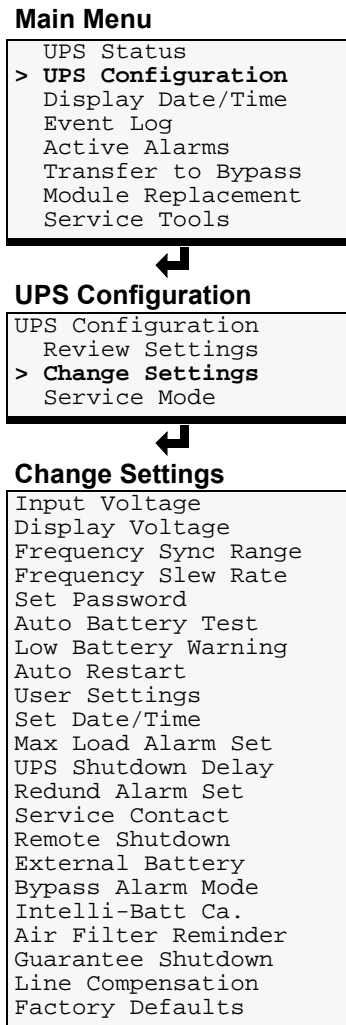 Main Menu
UPS Status
> UPS Configuration
Display Date/Time
Event Log
Active Alarms
Transfer to Bypass
Module Replacement
Service Tools
UPS Configuration
UPS Configuration
Review Settings
> Change Settings
Service Mode
Change Settings
Input Voltage
Display Voltage
Frequency Sync Range
Frequency Slew Rate
Set Password
Auto Battery Test
Low Battery Warning
Auto Restart
User Settings
Set Date/Time
Max Load Alarm Set
UPS Shutdown Delay
Redund Alarm Set
Service Contact
Remote Shutdown
External Battery
Bypass Alarm Mode
Intelli-Batt Ca.
Air Filter Reminder
Guarantee Shutdown
Line Compensation
Factory Defaults